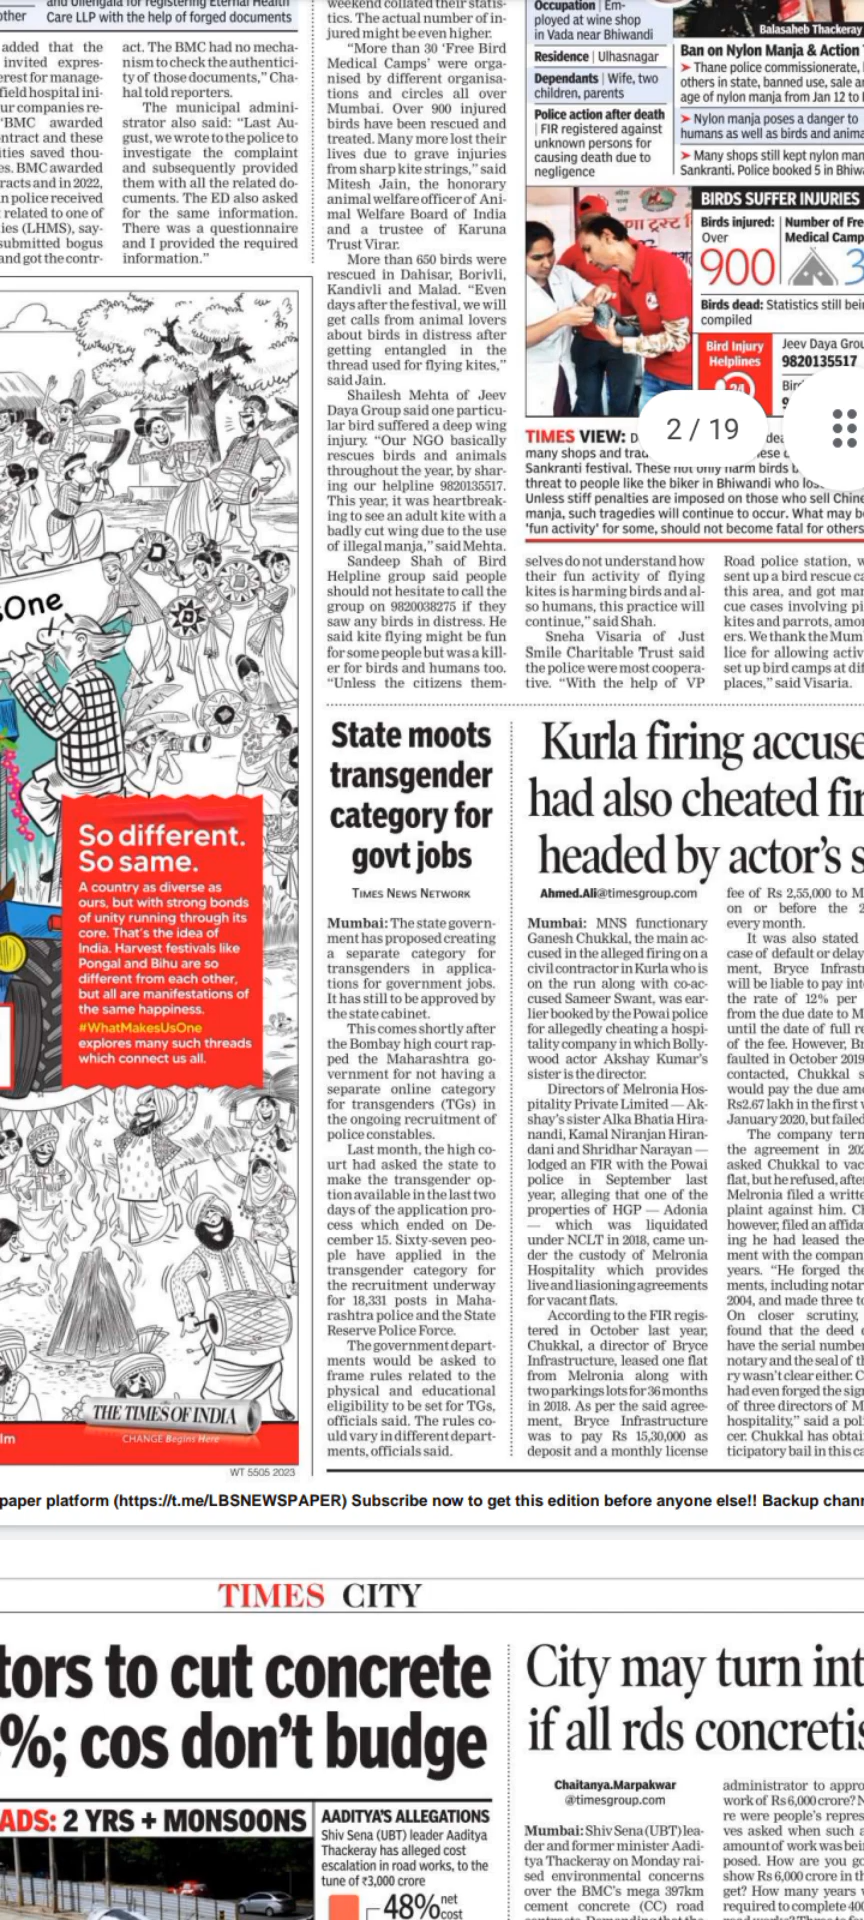 other
and Ulhengala for registering Eternal Health
Care LLP with the help of forged documents
added that the
invited expres-
erest for manage-
field hospital ini-
ur companies re-
'BMC awarded
ntract and these
ities saved thou-
es. BMC awarded
racts and in 2022,
n police received
related to one of
ies (LHMS), say-
submitted bogus
and got the contr-
act. The BMC had no mecha-
nism to check the authentici-
ty of those documents," Cha-
hal told reporters.
The municipal admini-
strator also said: "Last Au-
gust, we wrote to the police to
investigate the complaint
and subsequently provided
them with all the related do-
cuments. The ED also asked
for the same information.
There was a questionnaire
and I provided the required
information."
sOne
So different.
So same.
A country as diverse as
ours, but with strong bonds
of unity running through its
core. That's the idea of
India. Harvest festivals like
Pongal and Bihu are so
different from each other,
but all are manifestations of
the same happiness.
#WhatMakesUsOne
explores many such threads
which connect us all.
THE TIMES OF INDIA
CHANGE Begins Here
lm
WT 5505 2023
weekend collated their statis-
tics. The actual number of in-
jured might be even higher.
"More than 30 'Free Bird
Medical Camps' were orga-
nised by different organisa-
tions and circles all over
Mumbai. Over 900 injured
birds have been rescued and
treated. Many more lost their
lives due to grave injuries
from sharp kite strings," said
Mitesh Jain, the honorary
animal welfare officer of Ani-
mal Welfare Board of India
and a trustee of Karuna
Trust Virar.
More than 650 birds were
rescued in Dahisar, Borivli,
Kandivli and Malad. "Even
days after the festival, we will
get calls from animal lovers
about birds in distress after
getting entangled in the
thread used for flying kites,"
said Jain.
Shailesh Mehta of Jeev
Daya Group said one particu-
lar bird suffered a deep wing
injury. "Our NGO basically
rescues birds and animals
throughout the year, by shar-
ing our helpline 9820135517.
This year, it was heartbreak-
ing to see an adult kite with a
badly cut wing due to the use
of illegal manja," said Mehta.
Sandeep Shah of Bird
Helpline group said people
should not hesitate to call the
group on 9820038275 if they
saw any birds in distress. He
said kite flying might be fun
for some people but was a kill-
er for birds and humans too.
"Unless the citizens them-
Occupation | Em-
ployed at wine shop
in Vada near Bhiwandi
Residence | Ulhasnagar
Dependants | Wife, two
children, parents
Police action after death
| FIR registered against
unknown persons for
causing death due to
negligence
Balasaheb Thackeray
Ban on Nylon Manja & Action
Thane police commissionerate,
others in state, banned use, sale an
age of nylon manja from Jan 12 to
Nylon manja poses a danger to
humans as well as birds and anima
Many shops still kept nylon man
Sankranti. Police booked 5 in Bhiwa
BIRDS SUFFER INJURIES
Birds injured:
Over
900
Number of Fre
Medical Camp
3
Birds dead: Statistics still bein
compiled
Bird Injury
Helplines
24
Jeev Daya Grou
9820135517
Bird
2 / 19
TIMES VIEW: D
many shops and trad
Sankranti festival. These not only harm birds b
threat to people like the biker in Bhiwandi who los
Unless stiff penalties are imposed on those who sell Chine
manja, such tragedies will continue to occur. What may be
'fun activity' for some, should not become fatal for others
selves do not understand how
their fun activity of flying
kites is harming birds and al-
so humans, this practice will
continue," said Shah.
Sneha Visaria of Just
Smile Charitable Trust said
the police were most coopera-
tive. "With the help of VP
Road police station, w
sent up a bird rescue c
this area, and got man
cue cases involving pi
kites and parrots, amon
ers. We thank the Mum
lice for allowing activ
set up bird camps at dif
places," said Visaria.
State moots
transgender
category for
govt jobs
TIMES NEWS NETWORK
Mumbai: The state govern-
ment has proposed creating
a separate category for
transgenders in applica-
tions for government jobs.
It has still to be approved by
the state cabinet.
This comes shortly after
the Bombay high court rap-
ped the Maharashtra go-
vernment for not having a
separate online category
for transgenders (TGs) in
the ongoing recruitment of
police constables.
Last month, the high co-
urt had asked the state to
make the transgender op-
tion available in the last two
days of the application pro-
cess which ended on De-
cember 15. Sixty-seven peo-
ple have applied in the
transgender category for
the recruitment underway
for 18,331 posts in Maha-
rashtra police and the State
Reserve Police Force.
The government depart-
ments would be asked to
frame rules related to the
physical and educational
eligibility to be set for TGs,
officials said. The rules co-
uld vary in different depart-
ments, officials said.
Kurla firing accuse
had also cheated fir
headed by actor's s
Ahmed.Ali@timesgroup.com
Mumbai: MNS functionary
Ganesh Chukkal, the main ac-
cused in the alleged firing on a
civil contractor in Kurla who is
on the run along with co-ac-
cused Sameer Swant, was ear-
lier booked by the Powai police
for allegedly cheating a hospi-
tality company in which Bolly-
wood actor Akshay Kumar's
sister is the director.
Directors of Melronia Hos-
pitality Private Limited — Ak-
shay's sister Alka Bhatia Hira-
nandi, Kamal Niranjan Hiran-
dani and Shridhar Narayan —
lodged an FIR with the Powai
police in September last
year, alleging that one of the
properties of HGP — Adonia
— which was liquidated
under NCLT in 2018, came un-
der the custody of Melronia
Hospitality which provides
live and liasioning agreements
for vacant flats.
According to the FIR regis-
tered in October last year,
Chukkal, a director of Bryce
Infrastructure, leased one flat
from Melronia along with
two parkings lots for 36 months
in 2018. As per the said agree-
ment, Bryce Infrastructure
was to pay Rs 15,30,000 as
deposit and a monthly license
fee of Rs 2,55,000 to M
on or before the 2
every month.
It was also stated
case of default or delay
ment, Bryce Infrast
will be liable to pay int
the rate of 12% per
from the due date to M
until the date of full re
of the fee. However, Br
faulted in October 2019
contacted, Chukkal s
would pay the due amo
Rs2.67 lakh in the first w
January 2020, but failed
The company term
the agreement in 202
asked Chukkal to vac
flat, but he refused, after
Melronia filed a writte
plaint against him. Ch
however, filed an affida
ing he had leased the
ment with the compan
years. "He forged the
ments, including notar
2004, and made three to
On closer scrutiny,
found that the deed d
have the serial number
notary and the seal of th
ry wasn't clear either. C
had even forged the sign
of three directors of M
hospitality," said a pol
cer. Chukkal has obtai
ticipatory bail in this ca
paper platform (https://t.me/LBSNEWSPAPER) Subscribe now to get this edition before anyone else!! Backup chann
TIMES CITY
tors to cut concrete
%; cos don't budge
ADS: 2 YRS + MONSOONS
AADITYA'S ALLEGATIONS
Shiv Sena (UBT) leader Aaditya
Thackeray has alleged cost
escalation in road works, to the
tune of ₹3,000 crore
48% net
cost
City may turn int
if all rds concretis
Chaitanya.Marpakwar
@timesgroup.com
Mumbai: Shiv Sena (UBT) lea-
der and former minister Aadi-
tya Thackeray on Monday rai-
sed environmental concerns
over the BMC's mega 397km
cement concrete (CC) road
administrator to appro
work of Rs 6,000 crore? N
re were people's repres
ves asked when such a
amount of work was bein
posed. How are you go
show Rs 6,000 crore in th
get? How many years w
required to complete 40